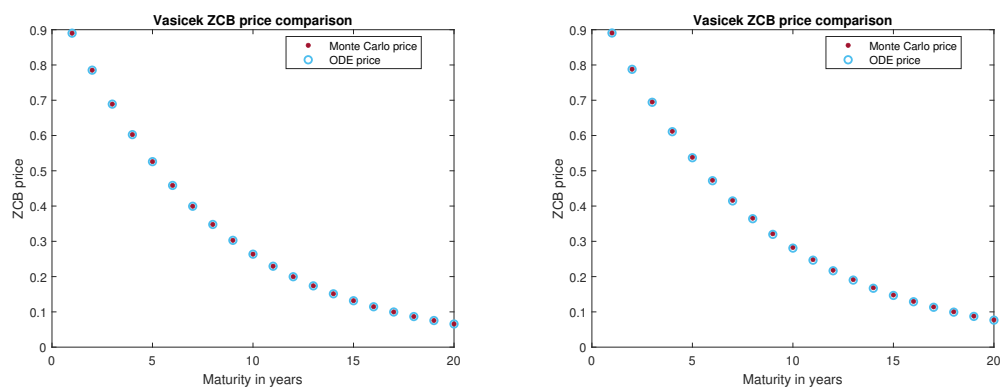 Vasicek ZCB price comparison
0.9
0.8
0.7
0.6
0.5
0.4
0.3
0.2
0.1
0
ZCB price
Monte Carlo price
ODE price
0 5 10 15 20
Maturity in years
Vasicek ZCB price comparison
0.9
0.8
0.7
0.6
0.5
0.4
0.3
0.2
0.1
0
ZCB price
Monte Carlo price
ODE price
0 5 10 15 20
Maturity in years